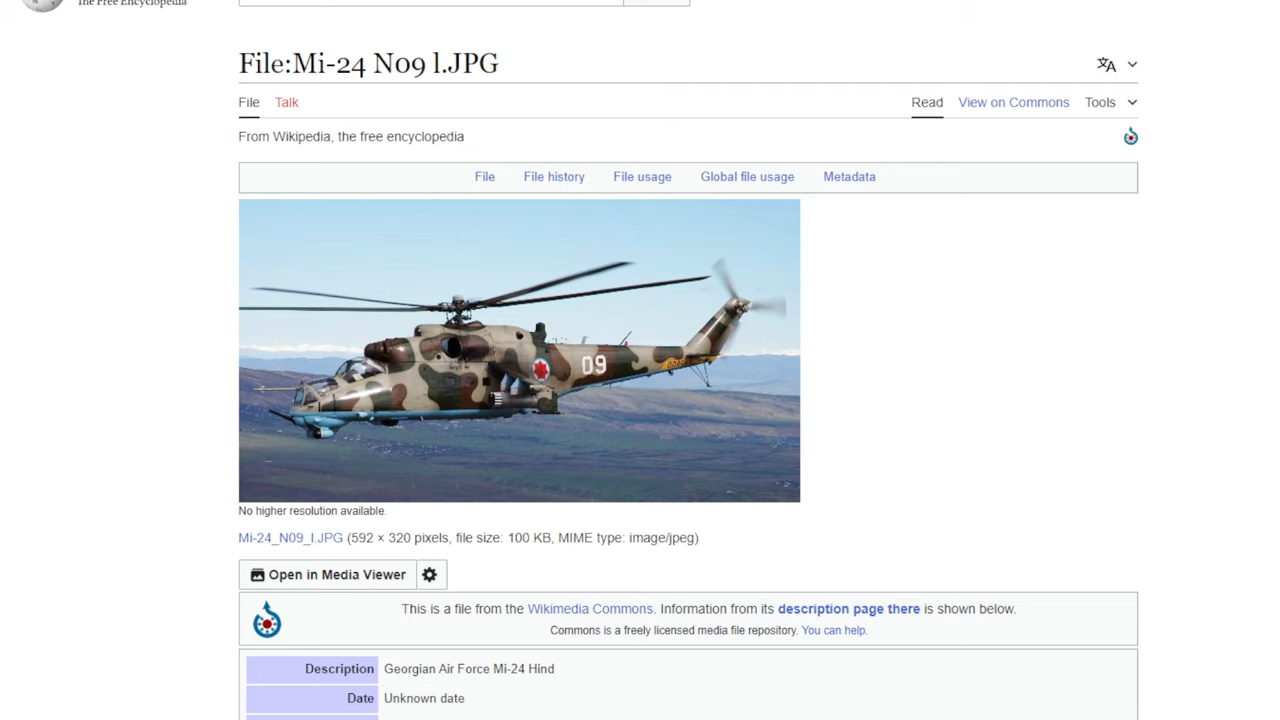 The Free Encyclopedia
File:Mi-24 N09 l.JPG
File Talk Read View on Commons Tools
From Wikipedia, the free encyclopedia
File File history File usage Global file usage Metadata
09
No higher resolution available.
Mi-24_N09_l.JPG (592 × 320 pixels, file size: 100 KB, MIME type: image/jpeg)
Open in Media Viewer
This is a file from the Wikimedia Commons. Information from its description page there is shown below.
Commons is a freely licensed media file repository. You can help.
Description Georgian Air Force Mi-24 Hind
Date Unknown date